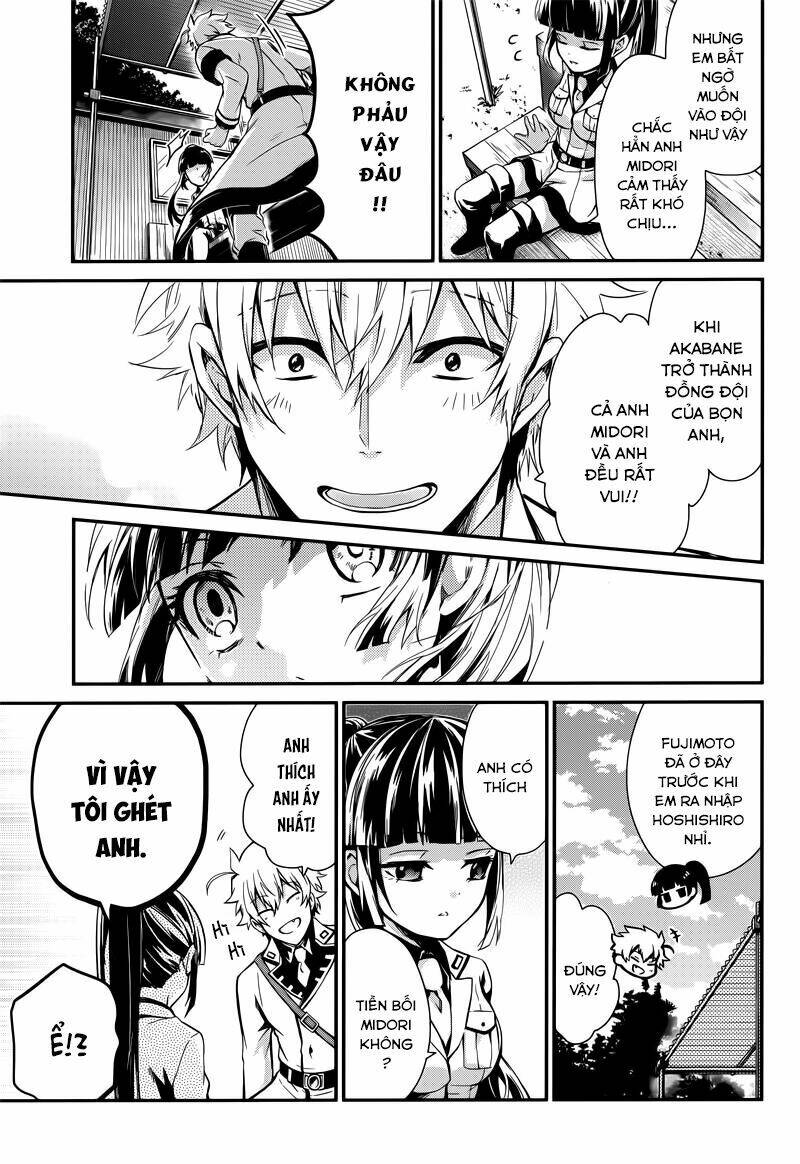 NHƯNG
EM BẤT
NGỜ
MUỐN
VÀO ĐỘI
NHƯ VẬY
CHẮC
HẲN ANH
MIDORI
CẢM THẤY
RẤT KHÓ
CHỊU...
KHÔNG
PHẢU
VẬY
ĐÂU
!!
KHI
AKABANE
TRỞ THÀNH
ĐỒNG ĐỘI
CỦA BỌN
ANH,
CẢ ANH
MIDORI
VÀ ANH
ĐỀU RẤT
VUI!!
FUJIMOTO
ĐÃ Ở ĐÂY
TRƯỚC KHI
EM RA NHẬP
HOSHISHIRO
NHỈ.
ĐÚNG
VẬY!
ANH CÓ
THÍCH
TIỀN BỐI
MIDORI
KHÔNG
?
ANH
THÍCH
ANH ẤY
NHẤT!
HI
HI
VÌ VẬY
TÔI GHÉT
ANH.
Ể!?